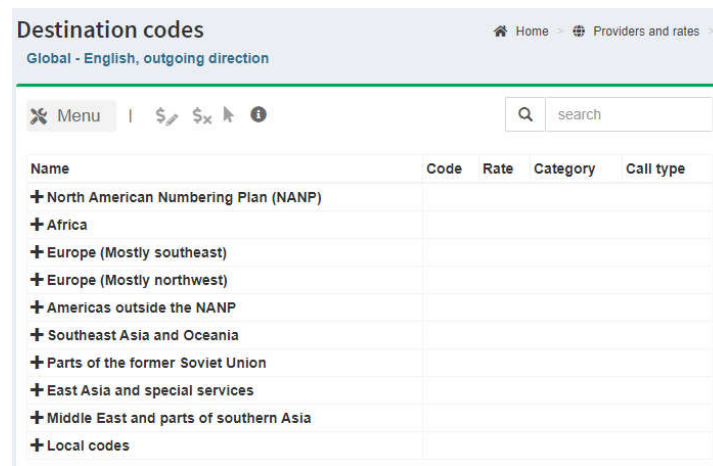 Destination codes
Home > Providers and rates >
Global - English, outgoing direction
Menu | $ $x
search
Name Code Rate Category Call type
North American Numbering Plan (NANP)
Africa
Europe (Mostly southeast)
Europe (Mostly northwest)
Americas outside the NANP
Southeast Asia and Oceania
Parts of the former Soviet Union
East Asia and special services
Middle East and parts of southern Asia
Local codes